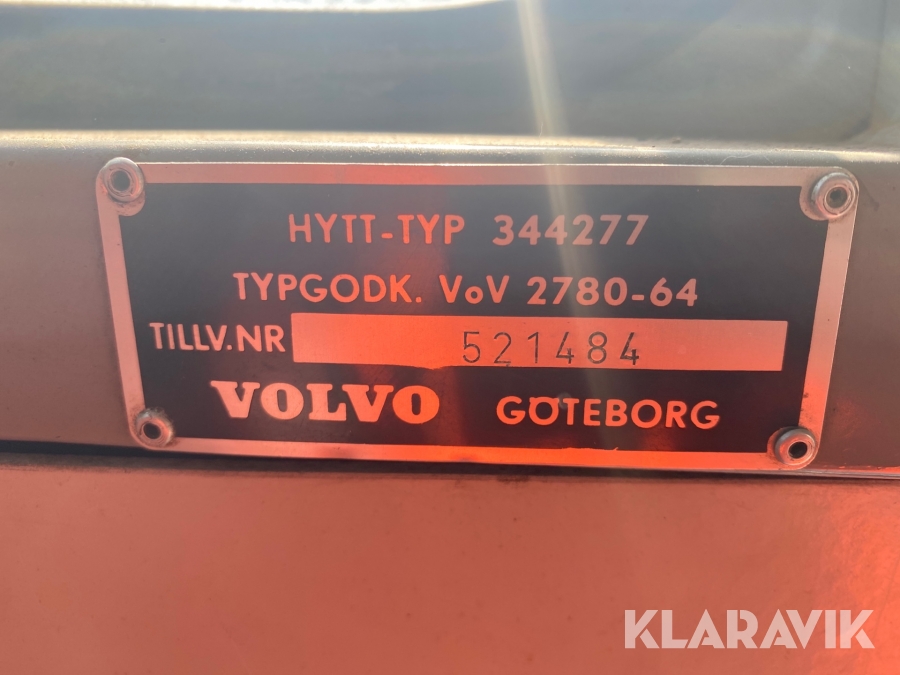 HYTT-TYP 344277
TYPGODK. VoV 2780-64
TILLV.NR 521484
VOLVO GÖTEBORG
KLARAVIK